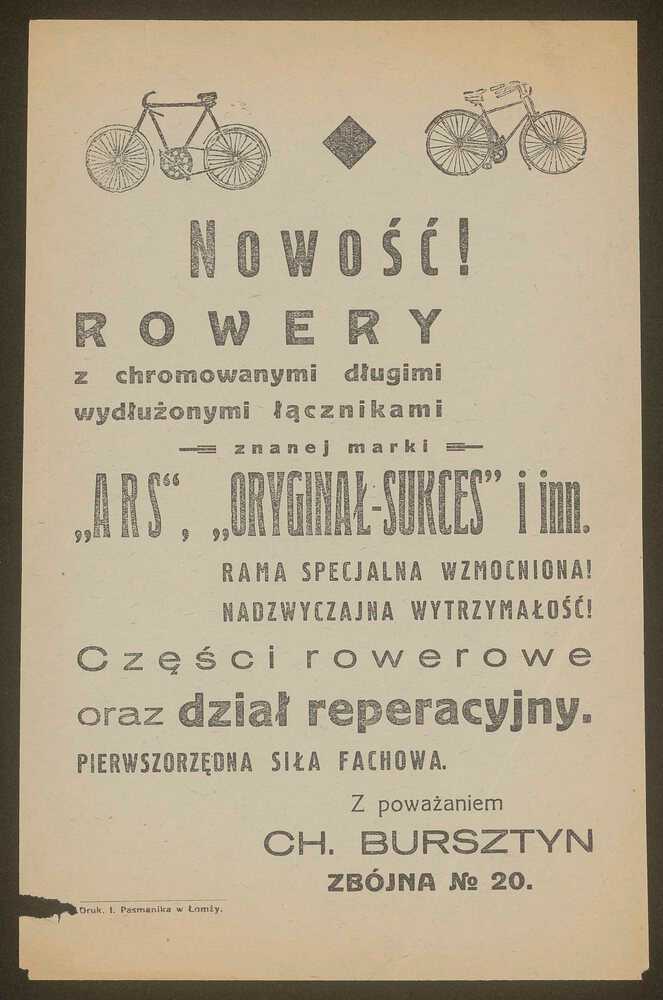 Nowość!
ROWERY
z chromowanymi długimi
wydłużonymi łącznikami
znanej marki
„ARS“, „ORYGINAŁ-SUKCES” i inn.
RAMA SPECJALNA WZMOCNIONA!
NADZWYCZAJNA WYTRZYMAŁOŚĆ!
Części rowerowe
oraz dział reperacyjny.
PIERWSZORZĘDNA SIŁA FACHOWA.
Z poważaniem
CH. BURSZTYN
ZBÓJNA № 20.
Druk. I. Pasmanika w Łomży.